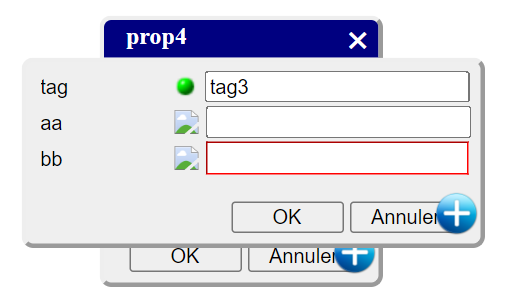 prop4
tag tag3
aa
bb
OK Annuler
OK Annuler